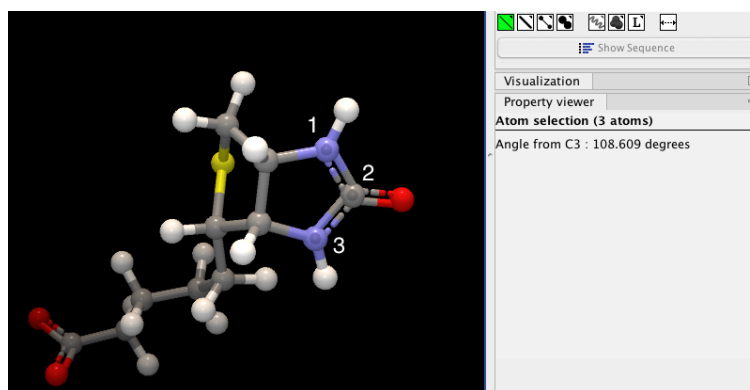 1
2
3
L
Show Sequence
Visualization
Property viewer
Atom selection (3 atoms)
Angle from C3 : 108.609 degrees